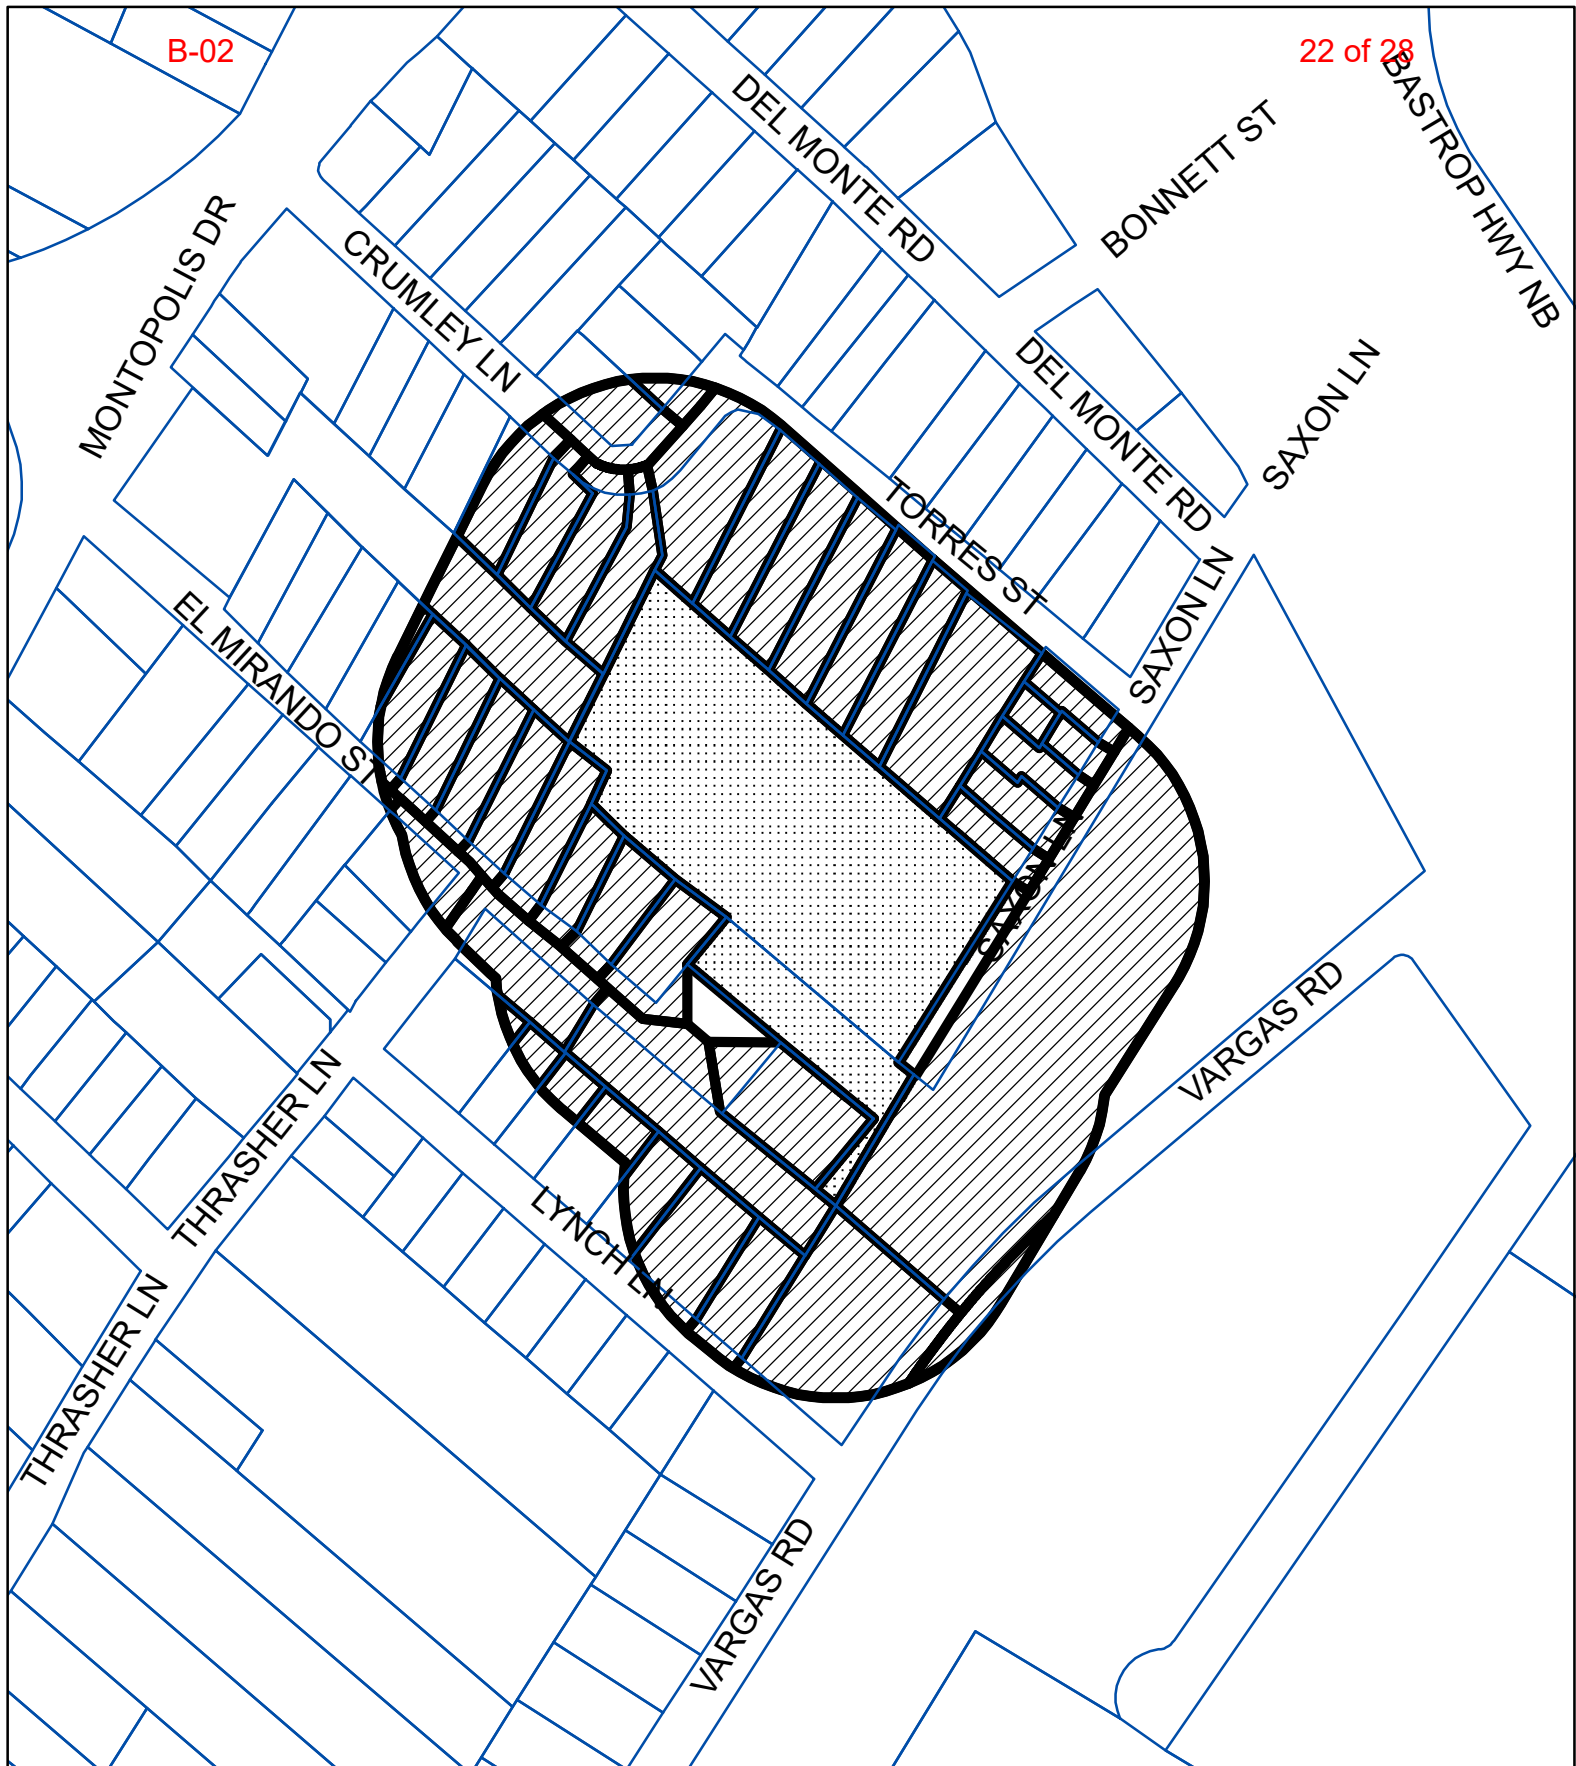 B-02
22 of 28
BASTROP HWY NB
DEL MONTE RD
BONNETT ST
MONTOPOLIS DR
CRUMLEY LN
DEL MONTE RD
SAXON LN
TORRES ST
SAXON LN
EL MIRANDO ST
SAXON LN
VARGAS RD
THRASHER LN
LYNCH LN
THRASHER LN
VARGAS RD